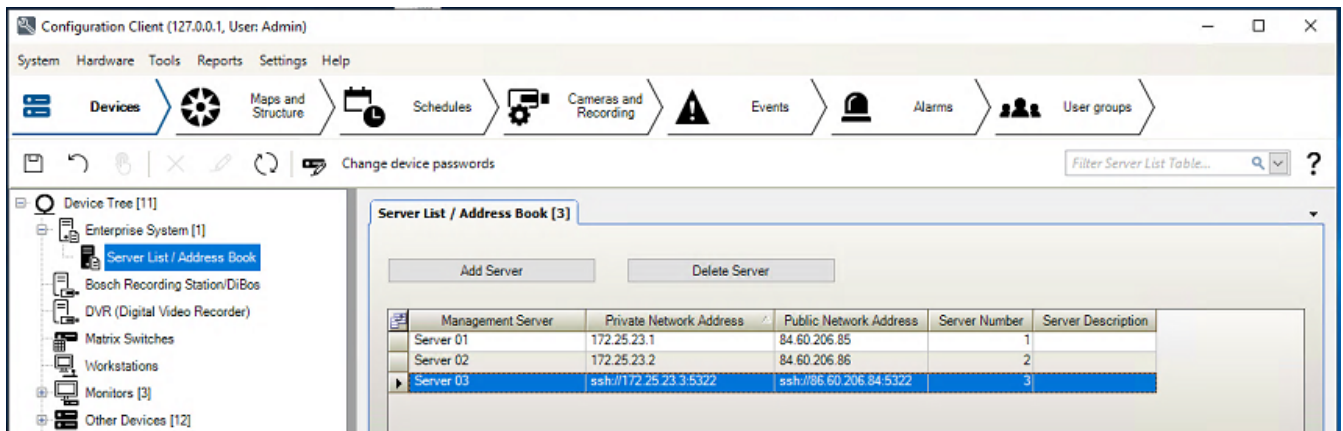 Configuration Client (127.0.0.1, User: Admin)
System Hardware Tools Reports Settings Help
Devices Maps and Structure Schedules Cameras and Recording Events Alarms User groups
Change device passwords Filter Server List Table... ?
Device Tree [11]
Enterprise System [1]
Server List / Address Book
Bosch Recording Station/DiBos
DVR (Digital Video Recorder)
Matrix Switches
Workstations
Monitors [3]
Other Devices [12]
Server List / Address Book [3]
Add Server Delete Server
Management Server Private Network Address Public Network Address Server Number Server Description
Server 01 172.25.23.1 84.60.206.85 1
Server 02 172.25.23.2 84.60.206.86 2
Server 03 ssh://172.25.23.3:5322 ssh://86.60.206.84:5322 3